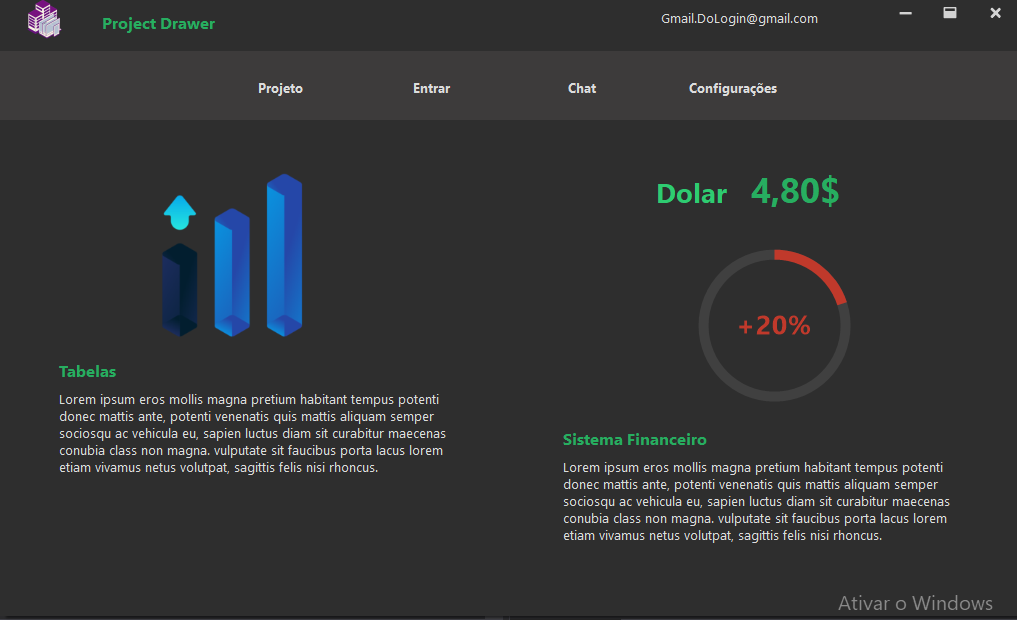 Project Drawer
Gmail.DoLogin@gmail.com
Projeto
Entrar
Chat
Configurações
Dolar 4,80$
+20%
Tabelas
Lorem ipsum eros mollis magna pretium habitant tempus potenti
donec mattis ante, potenti venenatis quis mattis aliquam semper
sociosqu ac vehicula eu, sapien luctus diam sit curabitur maecenas
conubia class non magna. vulputate sit faucibus porta lacus lorem
etiam vivamus netus volutpat, sagittis felis nisi rhoncus.
Sistema Financeiro
Lorem ipsum eros mollis magna pretium habitant tempus potenti
donec mattis ante, potenti venenatis quis mattis aliquam semper
sociosqu ac vehicula eu, sapien luctus diam sit curabitur maecenas
conubia class non magna. vulputate sit faucibus porta lacus lorem
etiam vivamus netus volutpat, sagittis felis nisi rhoncus.
Ativar o Windows